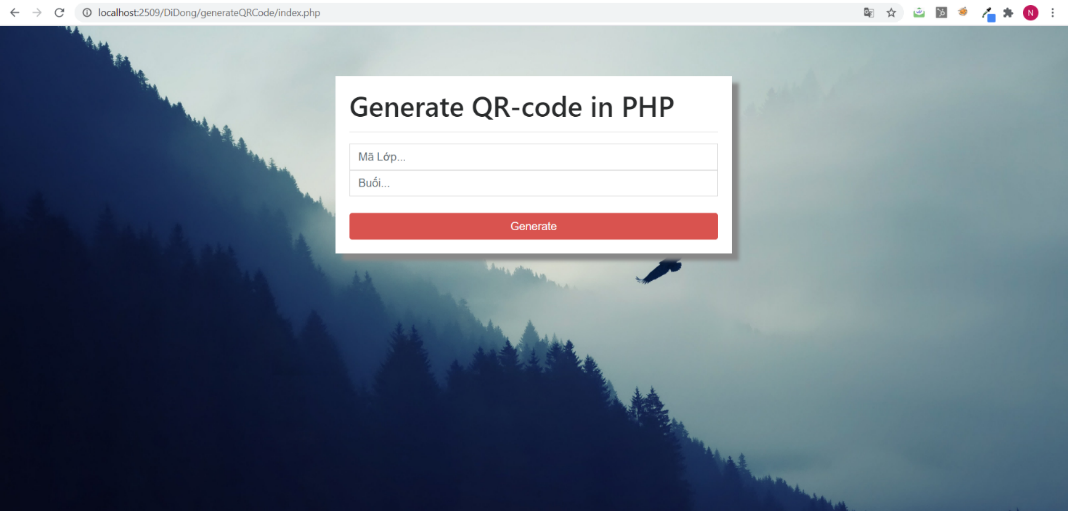 localhost:2509/DiDong/generateQRCode/index.php
N
Generate QR-code in PHP
Mã Lớp...
Buổi...
Generate